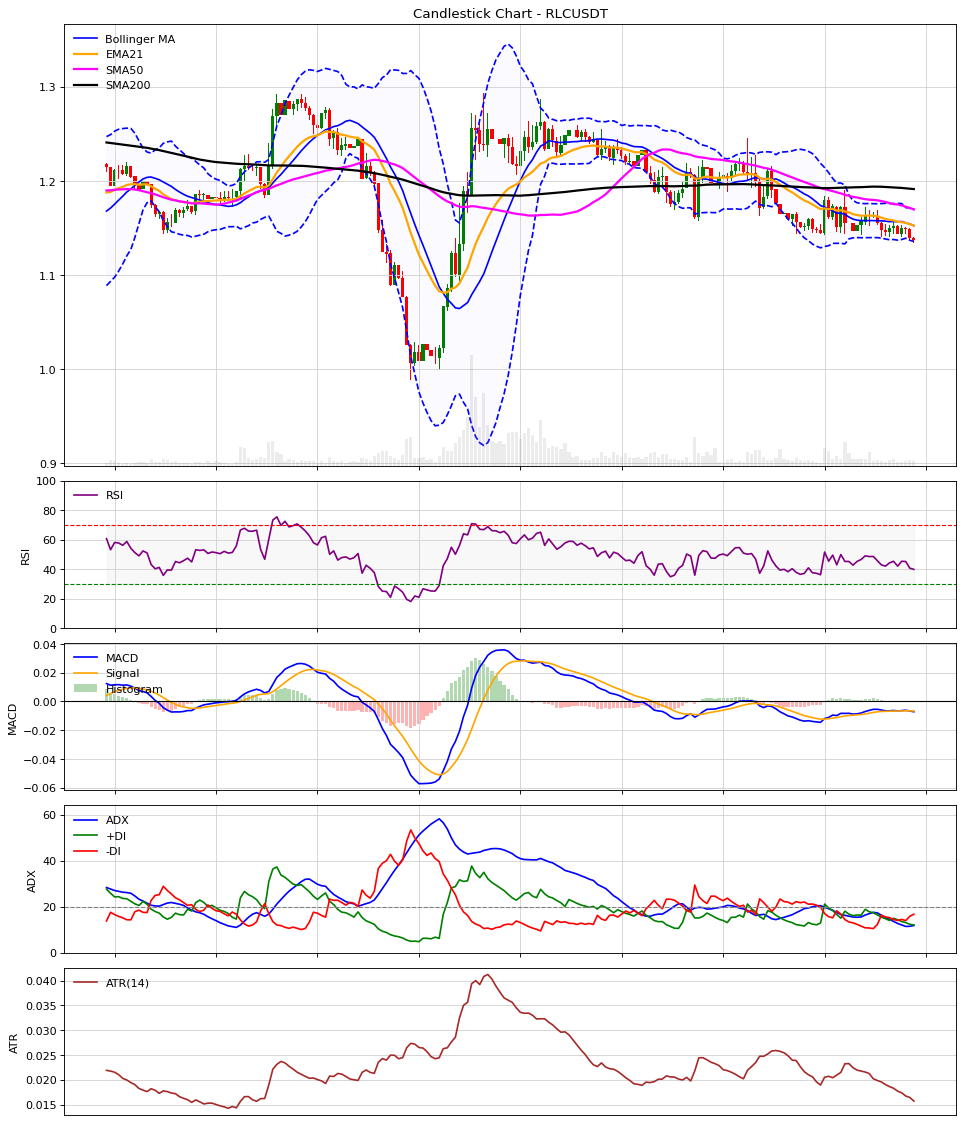 Candlestick Chart - RLCUSDT
Bollinger MA
EMA21
SMA50
SMA200
1.3
1.2
1.1
1.0
0.9
RSI
100
80
60
40
20
0
RSI
MACD
Signal
Histogram
0.04
0.02
0.00
−0.02
−0.04
−0.06
MACD
ADX
+DI
-DI
60
40
20
0
ADX
ATR(14)
0.040
0.035
0.030
0.025
0.020
0.015
ATR